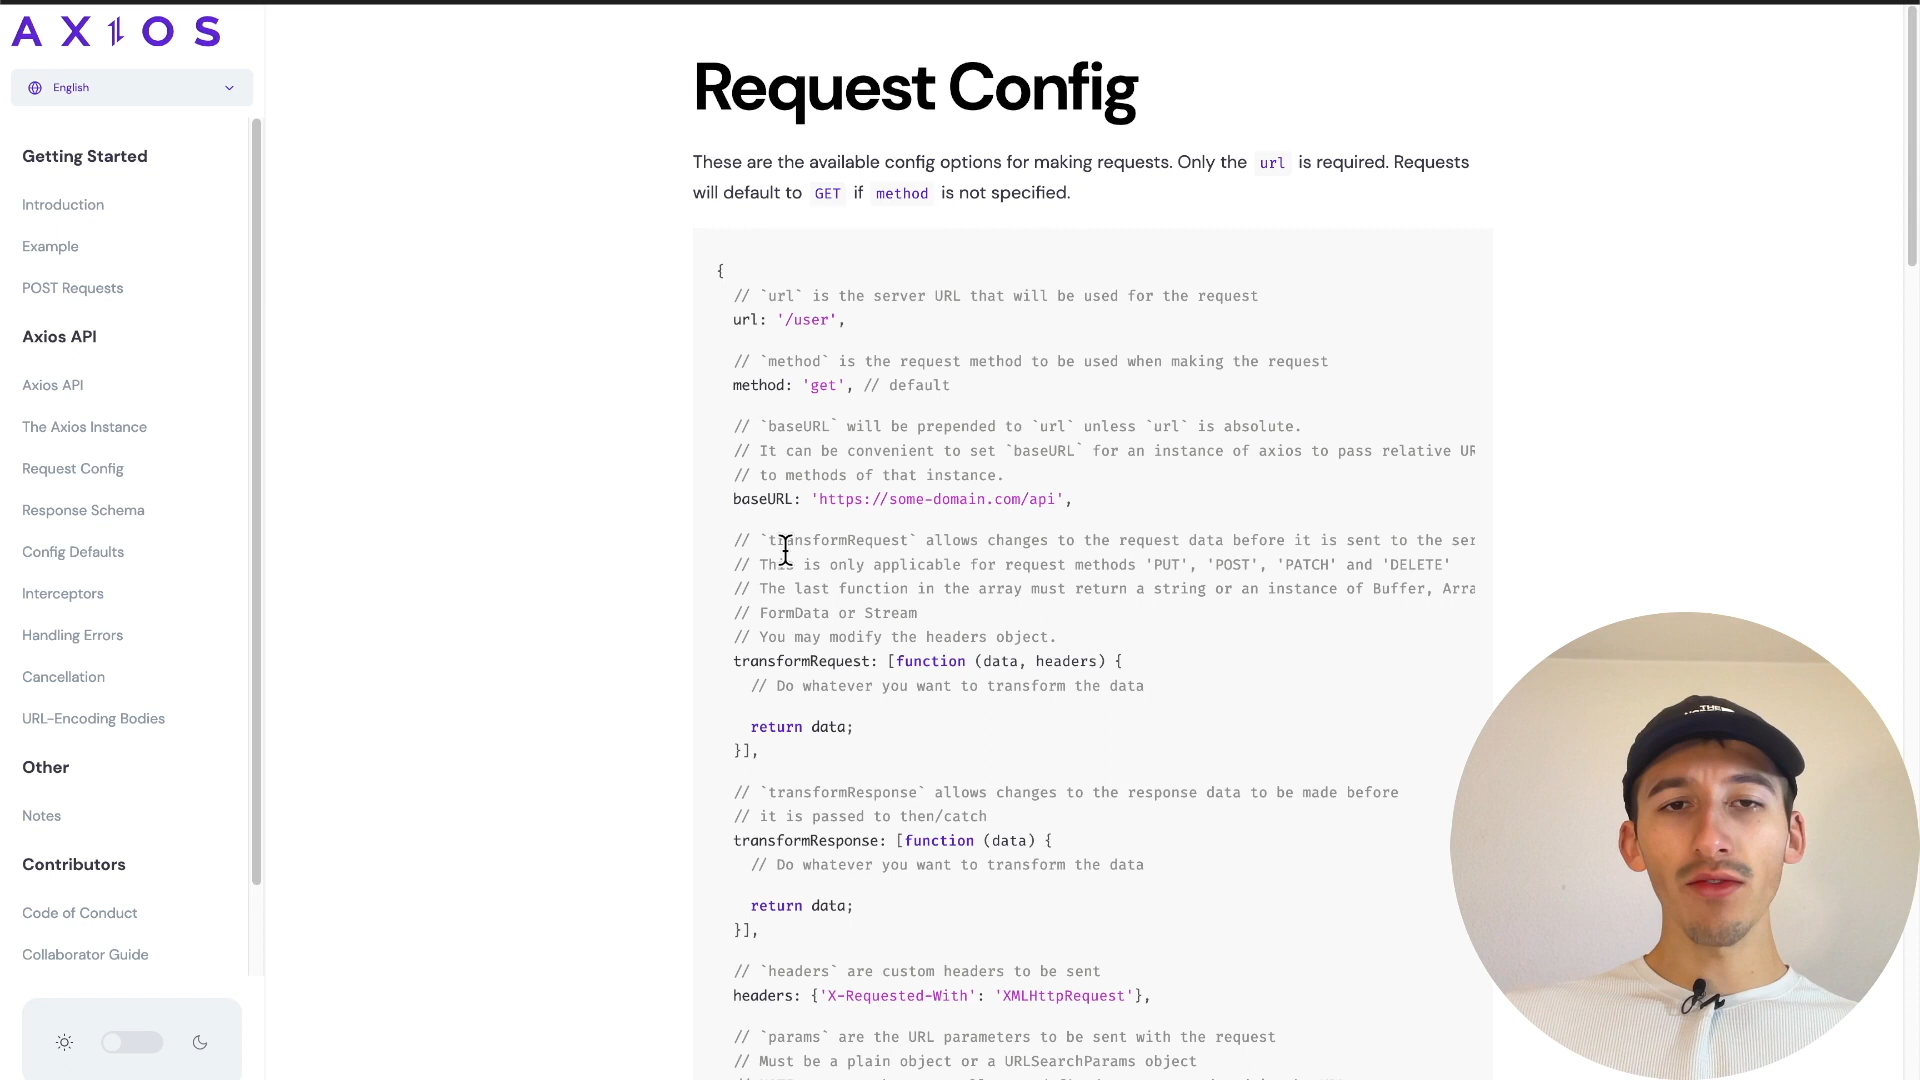 AXIOS
English
Getting Started
Introduction
Example
POST Requests
Axios API
Axios API
The Axios Instance
Request Config
Response Schema
Config Defaults
Interceptors
Handling Errors
Cancellation
URL-Encoding Bodies
Other
Notes
Contributors
Code of Conduct
Collaborator Guide
Request Config
These are the available config options for making requests. Only the url is required. Requests
will default to GET if method is not specified.
{
// `url` is the server URL that will be used for the request
url: '/user',
// `method` is the request method to be used when making the request
method: 'get', // default
// `baseURL` will be prepended to `url` unless `url` is absolute.
// It can be convenient to set `baseURL` for an instance of axios to pass relative UR
// to methods of that instance.
baseURL: 'https://some-domain.com/api',
// `transformRequest` allows changes to the request data before it is sent to the ser
// This is only applicable for request methods 'PUT', 'POST', 'PATCH' and 'DELETE'
// The last function in the array must return a string or an instance of Buffer, Arra
// FormData or Stream
// You may modify the headers object.
transformRequest: [function (data, headers) {
// Do whatever you want to transform the data
return data;
}],
// `transformResponse` allows changes to the response data to be made before
// it is passed to then/catch
transformResponse: [function (data) {
// Do whatever you want to transform the data
return data;
}],
// `headers` are custom headers to be sent
headers: {'X-Requested-With': 'XMLHttpRequest'},
// `params` are the URL parameters to be sent with the request
// Must be a plain object or a URLSearchParams object
THE